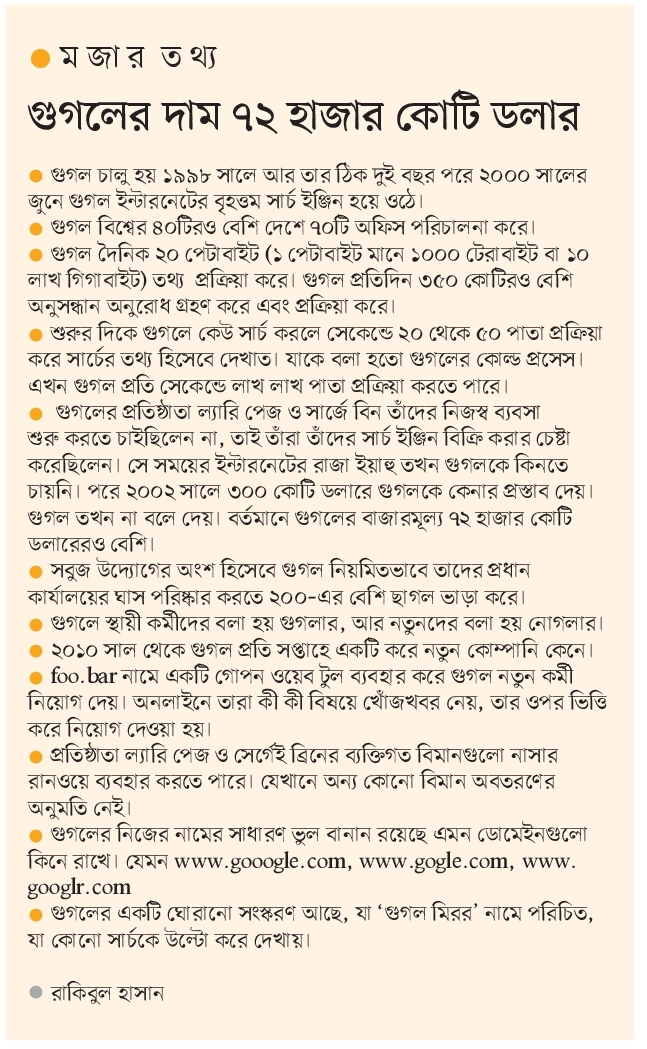 ● ম জা র ত থ্য
গুগলের দাম ৭২ হাজার কোটি ডলার
● গুগল চালু হয় ১৯৯৮ সালে আর তার ঠিক দুই বছর পরে ২০০০ সালের
জুনে গুগল ইন্টারনেটের বৃহত্তম সার্চ ইঞ্জিন হয়ে ওঠে।
● গুগল বিশ্বের ৪০টিরও বেশি দেশে ৭০টি অফিস পরিচালনা করে।
● গুগল দৈনিক ২০ পেটাবাইট (১ পেটাবাইট মানে ১০০০ টেরাবাইট বা ১০
লাখ গিগাবাইট) তথ্য প্রক্রিয়া করে। গুগল প্রতিদিন ৩৫০ কোটিরও বেশি
অনুসন্ধান অনুরোধ গ্রহণ করে এবং প্রক্রিয়া করে।
● শুরুর দিকে গুগলে কেউ সার্চ করলে সেকেন্ডে ২০ থেকে ৫০ পাতা প্রক্রিয়া
করে সার্চের তথ্য হিসেবে দেখাত। যাকে বলা হতো গুগলের কোল্ড প্রসেস।
এখন গুগল প্রতি সেকেন্ডে লাখ লাখ পাতা প্রক্রিয়া করতে পারে।
● গুগলের প্রতিষ্ঠাতা ল্যারি পেজ ও সার্জে বিন তাঁদের নিজস্ব ব্যবসা
শুরু করতে চাইছিলেন না, তাই তাঁরা তাঁদের সার্চ ইঞ্জিন বিক্রি করার চেষ্টা
করেছিলেন। সে সময়ের ইন্টারনেটের রাজা ইয়াহু তখন গুগলকে কিনতে
চায়নি। পরে ২০০২ সালে ৩০০ কোটি ডলারে গুগলকে কেনার প্রস্তাব দেয়।
গুগল তখন না বলে দেয়। বর্তমানে গুগলের বাজারমূল্য ৭২ হাজার কোটি
ডলারেরও বেশি।
● সবুজ উদ্যোগের অংশ হিসেবে গুগল নিয়মিতভাবে তাদের প্রধান
কার্যালয়ের ঘাস পরিষ্কার করতে ২০০-এর বেশি ছাগল ভাড়া করে।
● গুগলে স্থায়ী কর্মীদের বলা হয় গুগলার, আর নতুনদের বলা হয় নোগলার।
● ২০১০ সাল থেকে গুগল প্রতি সপ্তাহে একটি করে নতুন কোম্পানি কেনে।
● foo.bar নামে একটি গোপন ওয়েব টুল ব্যবহার করে গুগল নতুন কর্মী
নিয়োগ দেয়। অনলাইনে তারা কী কী বিষয়ে খোঁজখবর নেয়, তার ওপর ভিত্তি
করে নিয়োগ দেওয়া হয়।
● প্রতিষ্ঠাতা ল্যারি পেজ ও সের্গেই ব্রিনের ব্যক্তিগত বিমানগুলো নাসার
রানওয়ে ব্যবহার করতে পারে। যেখানে অন্য কোনো বিমান অবতরণের
অনুমতি নেই।
● গুগলের নিজের নামের সাধারণ ভুল বানান রয়েছে এমন ডোমেইনগুলো
কিনে রাখে। যেমন www.gooogle.com, www.gogle.com, www.
googlr.com
● গুগলের একটি ঘোরানো সংস্করণ আছে, যা ‘গুগল মিরর’ নামে পরিচিত,
যা কোনো সার্চকে উল্টো করে দেখায়।
● রাকিবুল হাসান